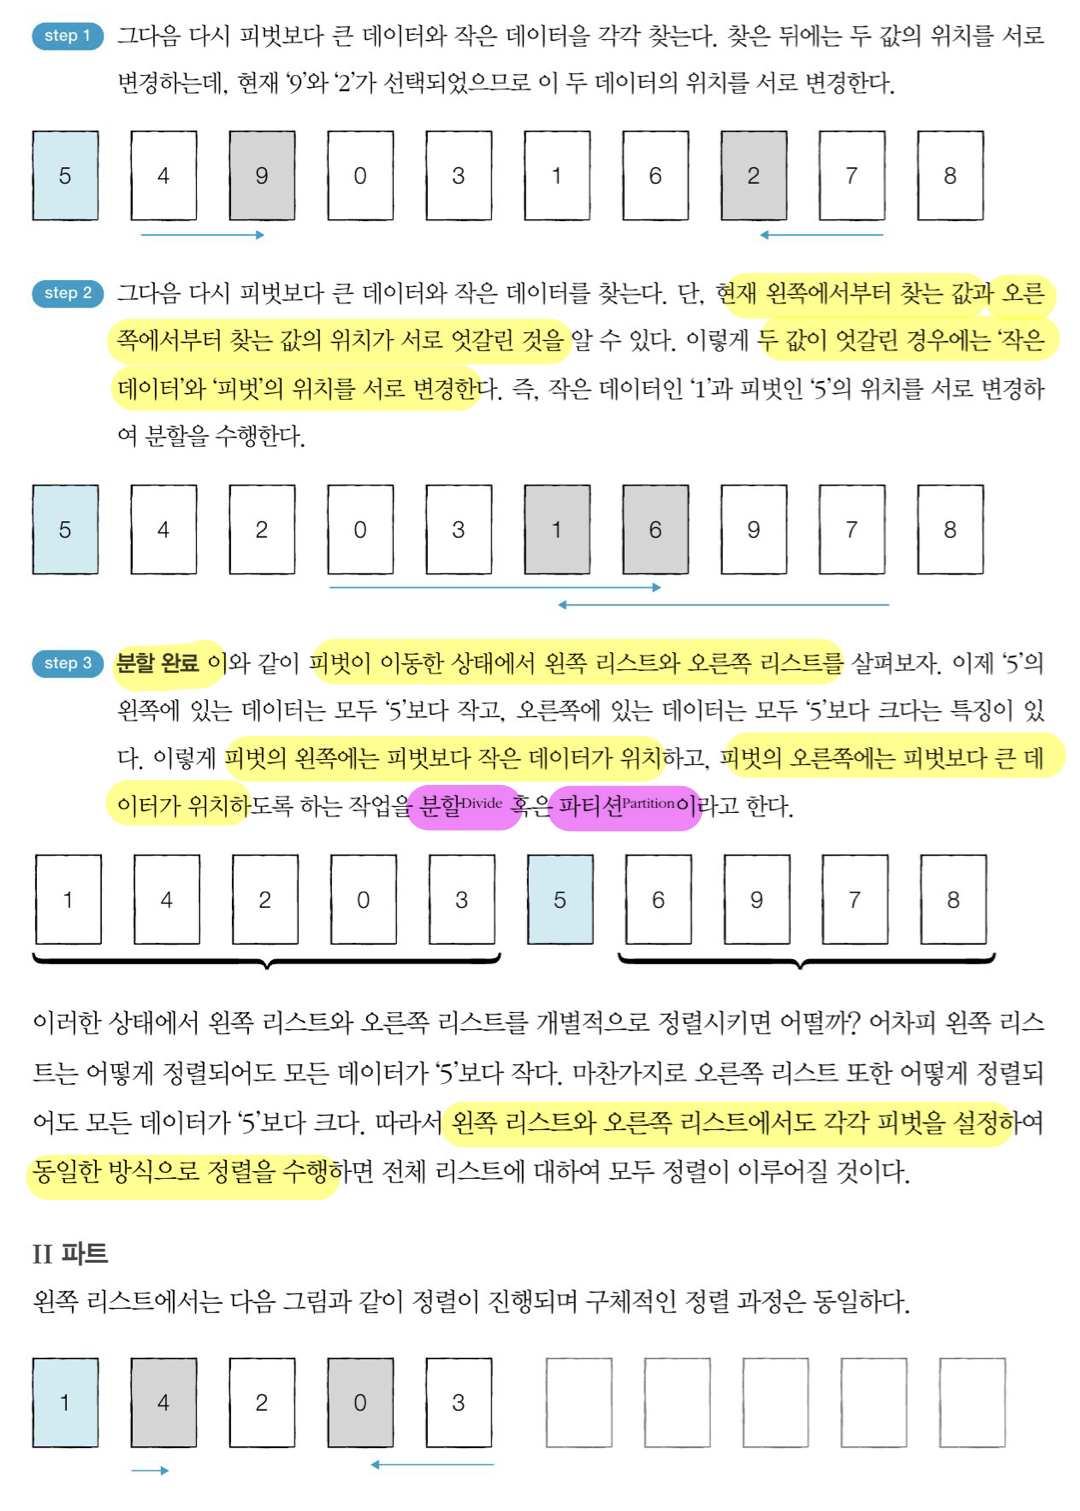 step 1 그다음 다시 피벗보다 큰 데이터와 작은 데이터을 각각 찾는다. 찾은 뒤에는 두 값의 위치를 서로
변경하는데, 현재 ‘9’와 ‘2’가 선택되었으므로 이 두 데이터의 위치를 서로 변경한다.
5 4 9 0 3 1 6 2 7 8
step 2 그다음 다시 피벗보다 큰 데이터와 작은 데이터를 찾는다. 단, 현재 왼쪽에서부터 찾는 값과 오른
쪽에서부터 찾는 값의 위치가 서로 엇갈린 것을 알 수 있다. 이렇게 두 값이 엇갈린 경우에는 ‘작은
데이터’와 ‘피벗’의 위치를 서로 변경한다. 즉, 작은 데이터인 ‘1’과 피벗인 ‘5’의 위치를 서로 변경하
여 분할을 수행한다.
5 4 2 0 3 1 6 9 7 8
step 3 분할 완료 이와 같이 피벗이 이동한 상태에서 왼쪽 리스트와 오른쪽 리스트를 살펴보자. 이제 ‘5’의
왼쪽에 있는 데이터는 모두 ‘5’보다 작고, 오른쪽에 있는 데이터는 모두 ‘5’보다 크다는 특징이 있
다. 이렇게 피벗의 왼쪽에는 피벗보다 작은 데이터가 위치하고, 피벗의 오른쪽에는 피벗보다 큰 데
이터가 위치하도록 하는 작업을 분할Divide 혹은 파티션Partition이라고 한다.
1 4 2 0 3 5 6 9 7 8
이러한 상태에서 왼쪽 리스트와 오른쪽 리스트를 개별적으로 정렬시키면 어떨까? 어차피 왼쪽 리스
트는 어떻게 정렬되어도 모든 데이터가 ‘5’보다 작다. 마찬가지로 오른쪽 리스트 또한 어떻게 정렬되
어도 모든 데이터가 ‘5’보다 크다. 따라서 왼쪽 리스트와 오른쪽 리스트에서도 각각 피벗을 설정하여
동일한 방식으로 정렬을 수행하면 전체 리스트에 대하여 모두 정렬이 이루어질 것이다.
II 파트
왼쪽 리스트에서는 다음 그림과 같이 정렬이 진행되며 구체적인 정렬 과정은 동일하다.
1 4 2 0 3